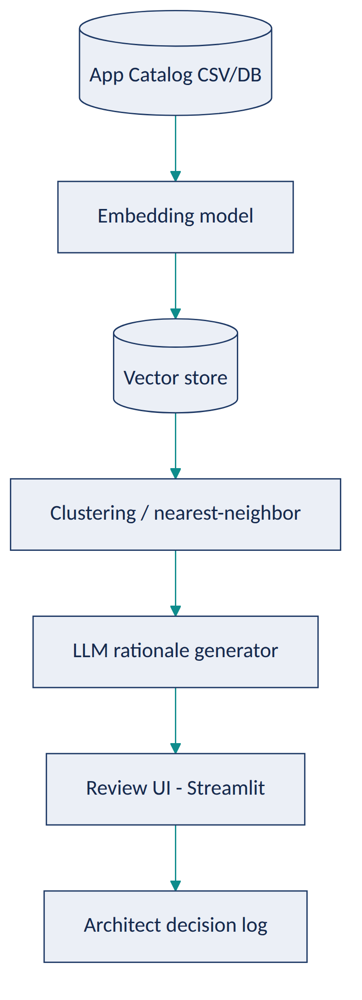 App Catalog CSV/DB
Embedding model
Vector store
Clustering / nearest-neighbor
LLM rationale generator
Review UI - Streamlit
Architect decision log